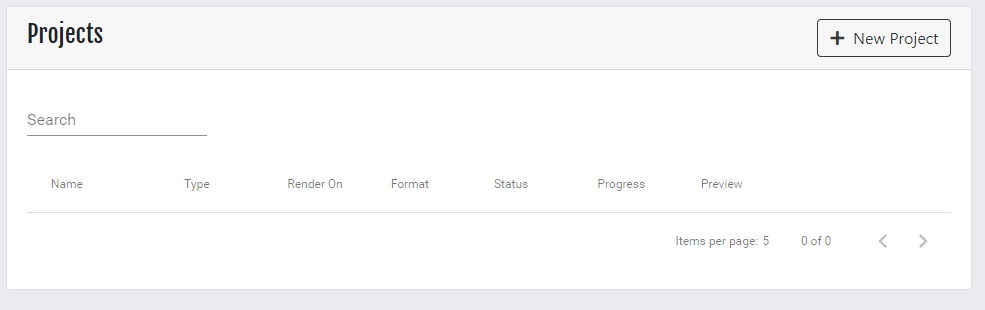 Projects
New Project
Search
Name Type Render On Format Status Progress Preview
Items per page: 5 0 of 0